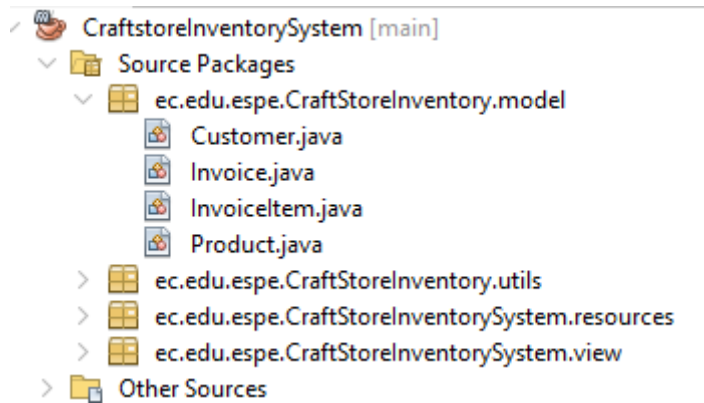 CraftstoreInventorySystem [main]
Source Packages
ec.edu.espe.CraftStoreInventory.model
Customer.java
Invoice.java
InvoiceItem.java
Product.java
ec.edu.espe.CraftStoreInventory.utils
ec.edu.espe.CraftStoreInventorySystem.resources
ec.edu.espe.CraftStoreInventorySystem.view
Other Sources